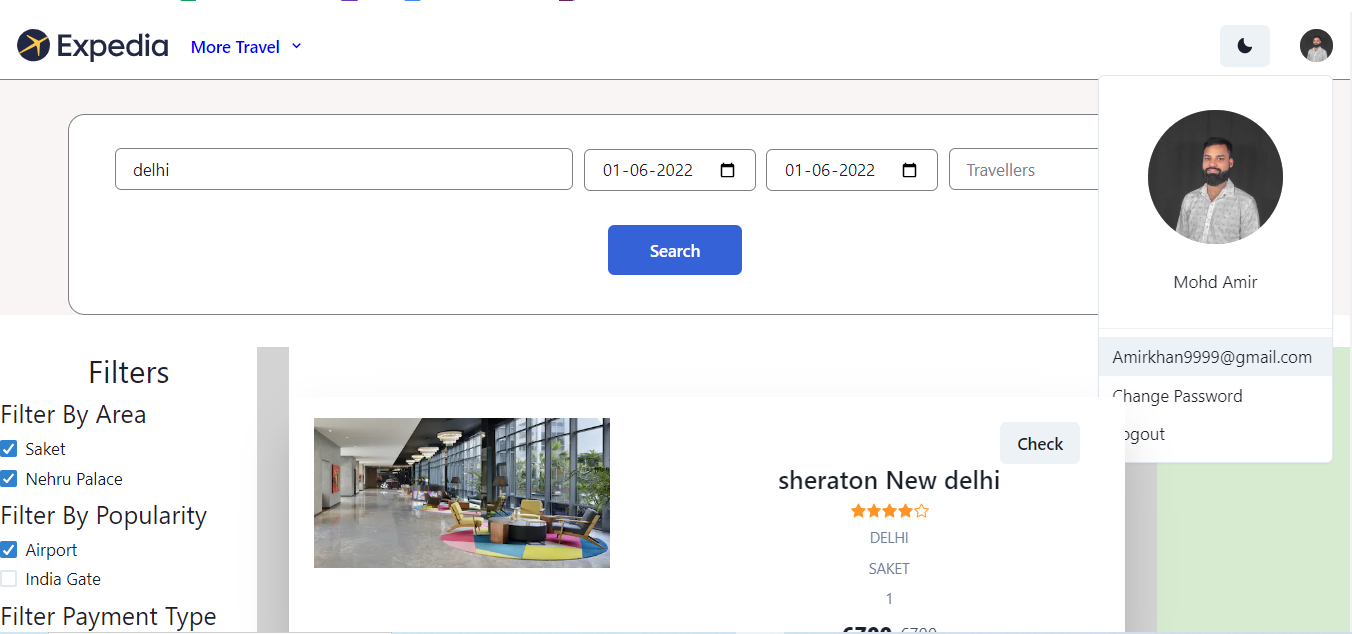 Expedia
More Travel
delhi
01-06-2022
01-06-2022
Travellers
Search
Mohd Amir
Amirkhan9999@gmail.com
Change Password
ogout
Filters
Filter By Area
Saket
Nehru Palace
Filter By Popularity
Airport
India Gate
Filter Payment Type
Check
sheraton New delhi
DELHI
SAKET
1